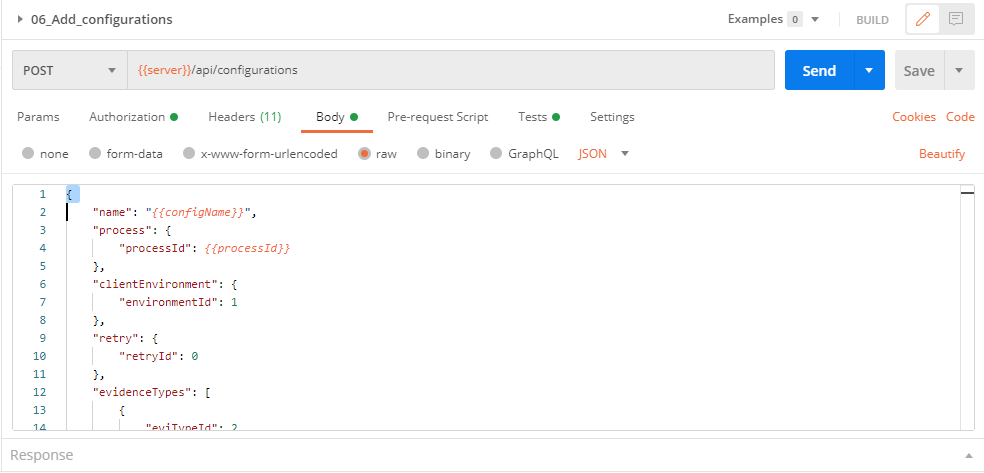 06_Add_configurations Examples 0 BUILD
POST {{server}}/api/configurations Send Save
Params Authorization Headers (11) Body Pre-request Script Tests Settings Cookies Code
none form-data x-www-form-urlencoded raw binary GraphQL JSON Beautify
1 {
2 "name": "{{configName}}",
3 "process": {
4 "processId": {{processId}}
5 },
6 "clientEnvironment": {
7 "environmentId": 1
8 },
9 "retry": {
10 "retryId": 0
11 },
12 "evidenceTypes": [
13 {
14 "eviTypeId": 2
Response